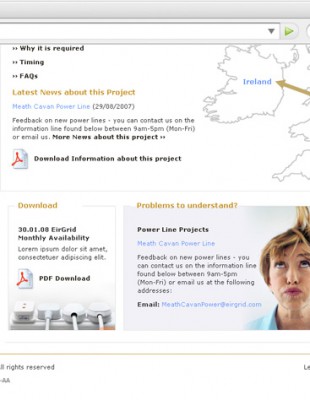 ›› Why it is required
›› Timing
›› FAQs
Ireland
Latest News about this Project
Meath Cavan Power Line (29/08/2007)
Feedback on new power lines - you can contact us on the
information line found below between 9am-5pm (Mon-Fri)
or email us. More News about this project ››
Download Information about this project
Download
30.01.08 EirGrid
Monthly Availability
Lorem ipsum dolor sit amet,
consectetuer adipiscing elit.
PDF Download
Problems to understand?
Power Line Projects
Meath Cavan Line
Feedback on new power lines - you
can contact us on the information
line found below between 9am-5pm
(Mon-Fri) or email us at the following
addresses:
Email: MeathCavanPower@eirgrid.com
ll rights reserved
Le
-AA